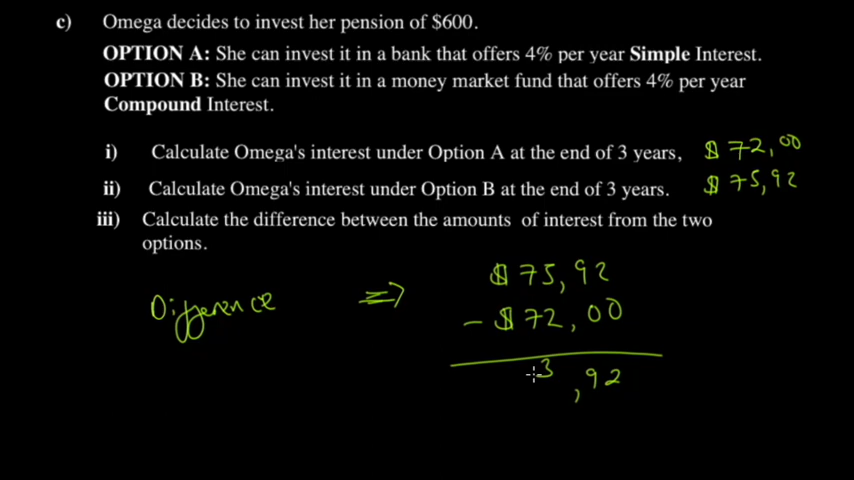 c) Omega decides to invest her pension of $600.
OPTION A: She can invest it in a bank that offers 4% per year Simple Interest.
OPTION B: She can invest it in a money market fund that offers 4% per year
Compound Interest.
i) Calculate Omega's interest under Option A at the end of 3 years, $72,00
ii) Calculate Omega's interest under Option B at the end of 3 years. $75,92
iii) Calculate the difference between the amounts of interest from the two
options.
$75,92
Difference ⇒
- $72,00
3,92